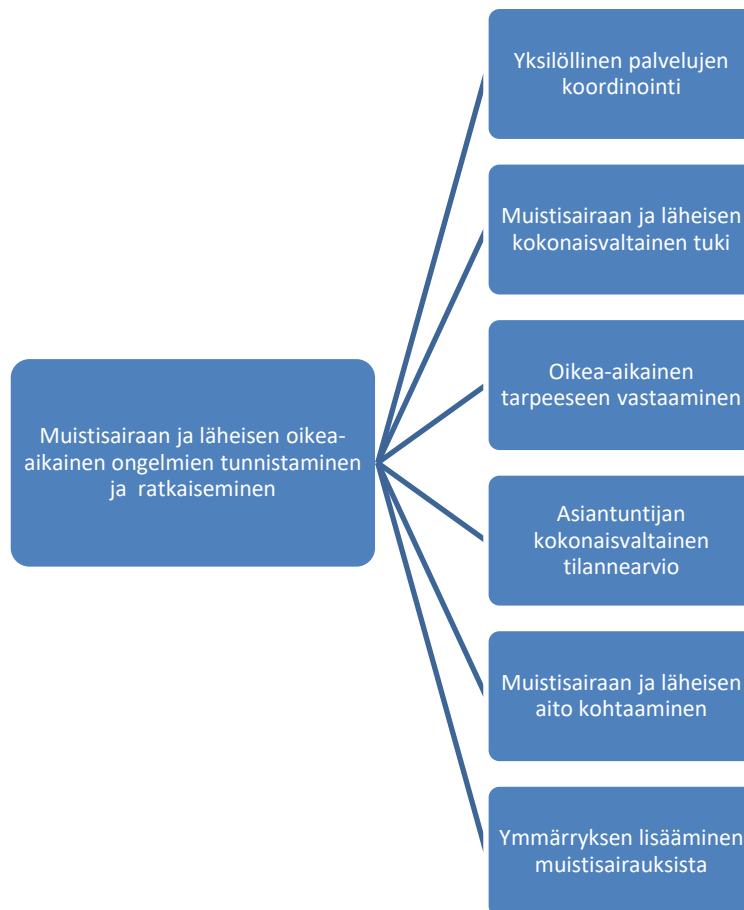 Yksilöllinen palvelujen
koordinointi
Muistisairaan ja läheisen
kokonaisvaltainen tuki
Oikea-aikainen
tarpeeseen vastaaminen
Muistisairaan ja läheisen oikea-
aikainen ongelmien tunnistaminen
ja ratkaiseminen
Asiantuntijan
kokonaisvaltainen
tilannearvio
Muistisairaan ja läheisen
aito kohtaaminen
Ymmärryksen lisääminen
muistisairauksista